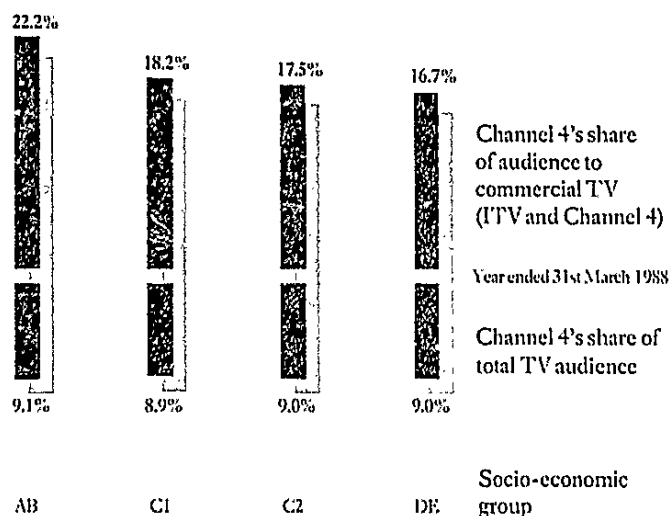 22.2%
18.2%
17.5%
16.7%
Channel 4's share
of audience to
commercial TV
(ITV and Channel 4)
Year ended 31st March 1988
Channel 4's share of
total TV audience
9.1%
8.9%
9.0%
9.0%
AB
C1
C2
DE
Socio-economic
group